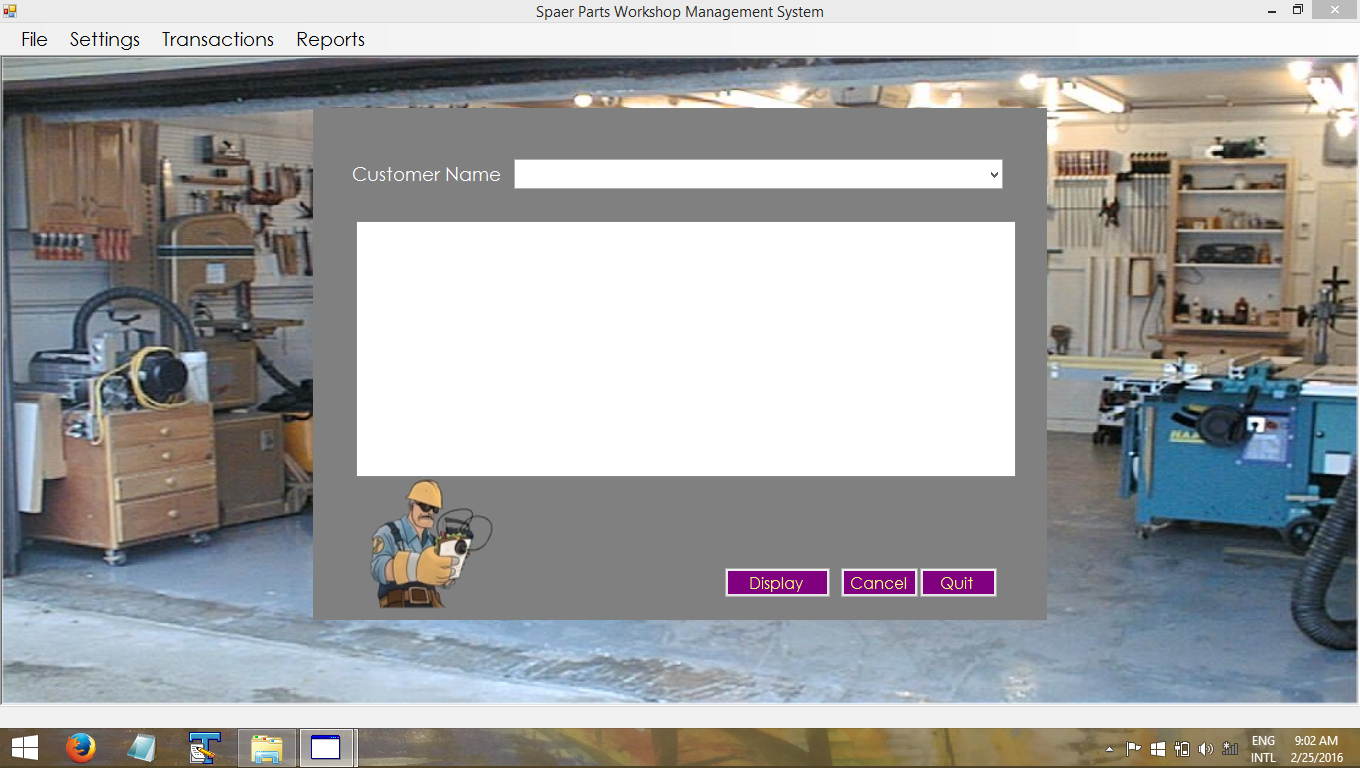 Spaer Parts Workshop Management System
File Settings Transactions Reports
Customer Name
Display Cancel Quit
ENG 9:02 AM
INTL 2/25/2016